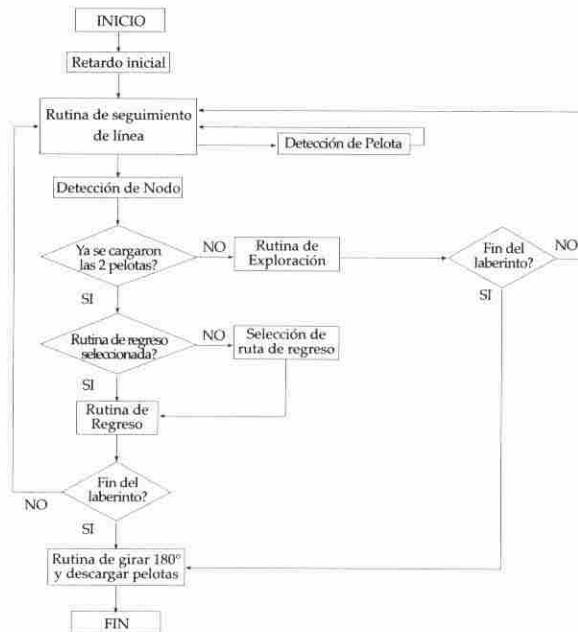 INICIO
Retardo inicial
Rutina de seguimiento
de línea
Detección de Pelota
Detección de Nodo
Ya se cargaron
las 2 pelotas?
NO
Rutina de
Exploración
Fin del
laberinto?
NO
SI
SI
Rutina de regreso
seleccionada?
NO
Selección de
ruta de regreso
SI
Rutina de
Regreso
Fin del
laberinto?
NO
SI
Rutina de girar 180°
y descargar pelotas
FIN